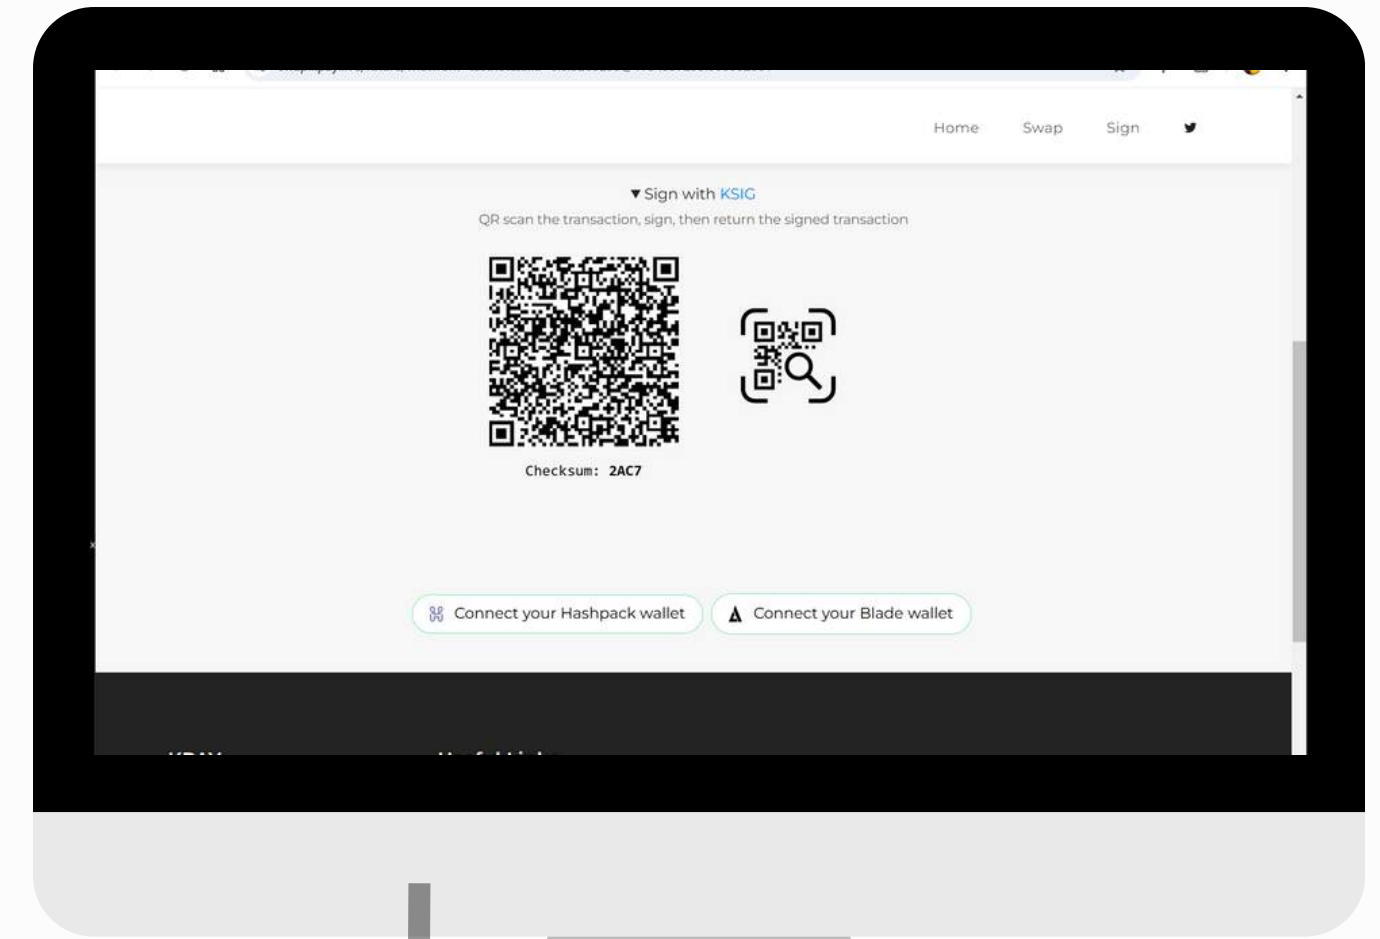 Home Swap Sign
▼ Sign with KSIG
QR scan the transaction, sign, then return the signed transaction
Checksum: 2AC7
Connect your Hashpack wallet Connect your Blade wallet